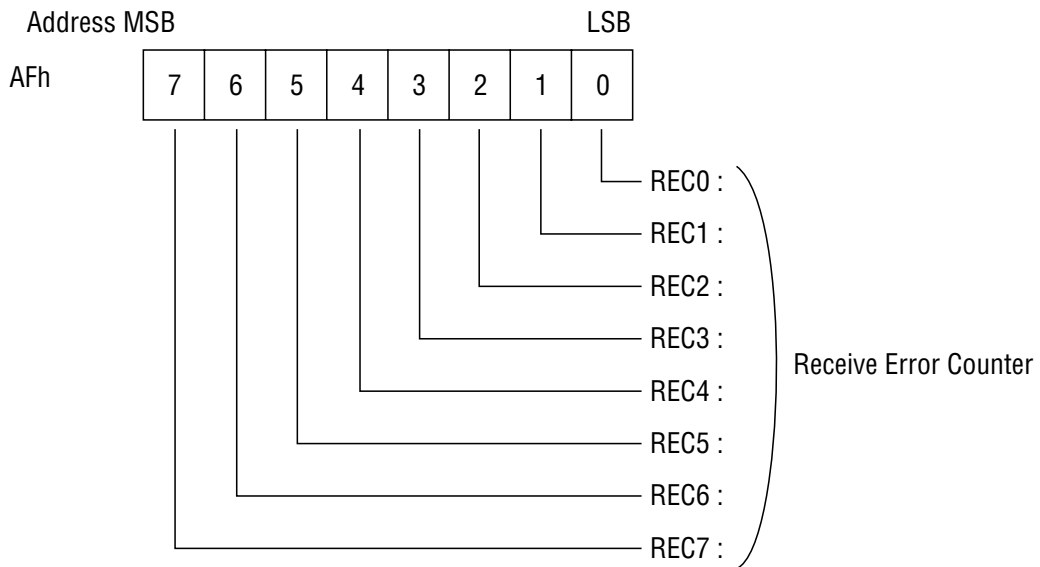 Address MSB LSB
AFh 7 6 5 4 3 2 1 0
REC0 :
REC1 :
REC2 :
REC3 :
Receive Error Counter
REC4 :
REC5 :
REC6 :
REC7 :